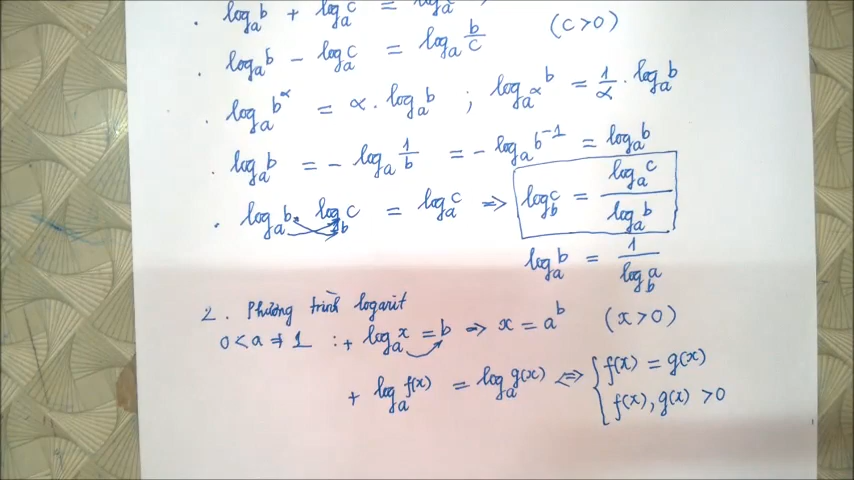 . log_a b + log_a c =
. log_a b − log_a c = log_a b/c (c > 0)
. log_a b^α = α . log_a b ; log_{a^α} b = 1/α . log_a b
. log_a b = − log_a 1/b = − log_a b^{−1} = log_a b
. log_a b . log_b c = log_a c => log_b c = log_a c / log_a b
log_a b = 1 / log_b a
2. Phương trình logarit
0 < a ≠ 1 : + log_a x = b => x = a^b (x > 0)
+ log_a f(x) = log_a g(x) <=> { f(x) = g(x)
f(x), g(x) > 0